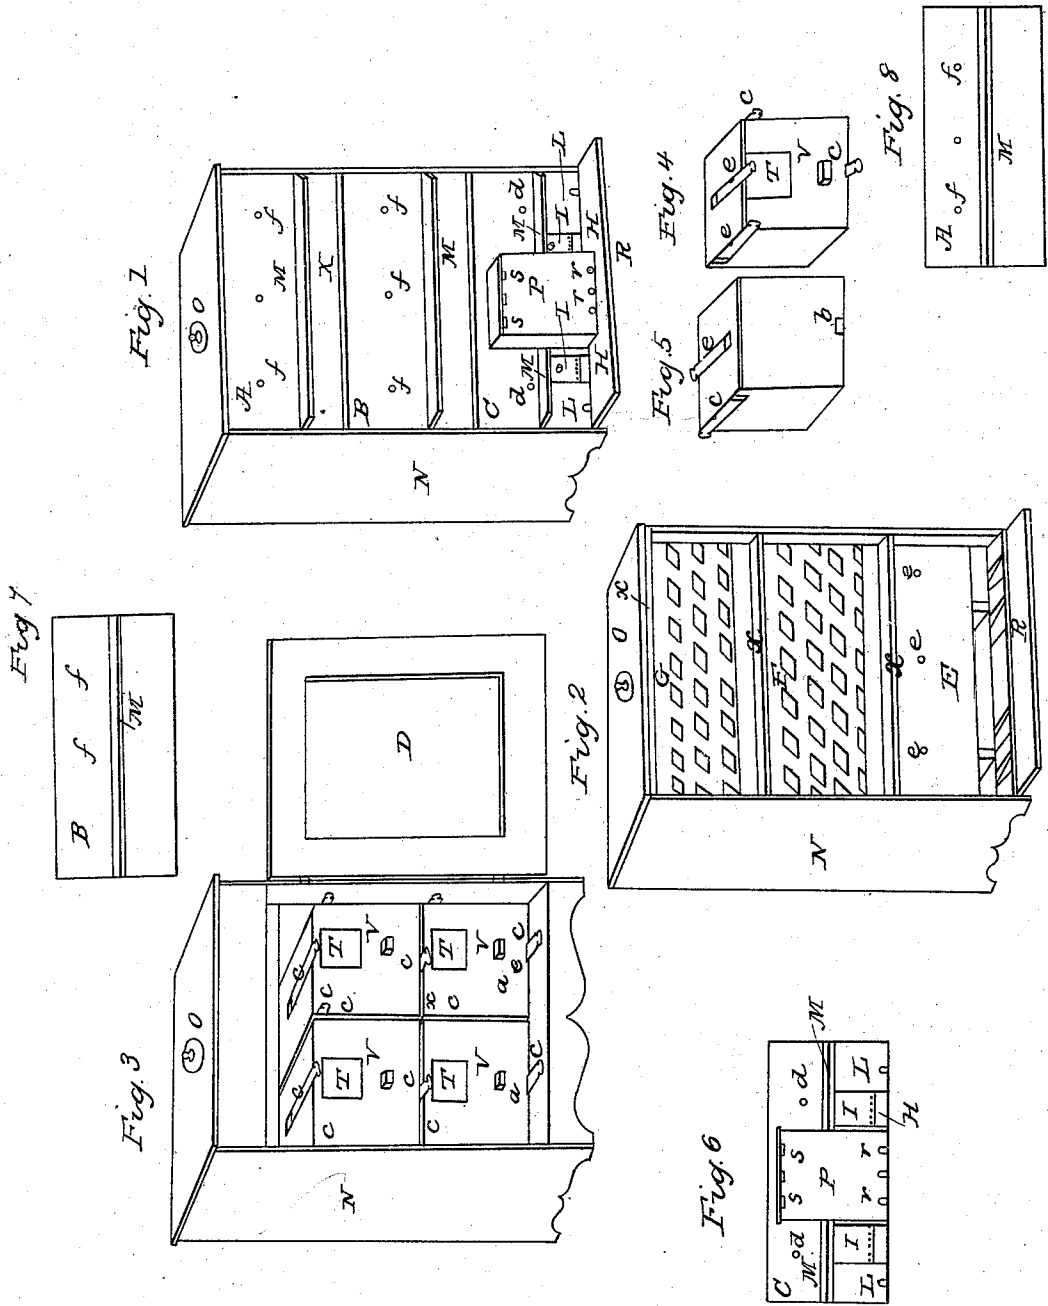 Fig. 1
O
A f M f
X
B f f f
M
C d M S S M d
P
L H I r r I H L
R
N
Fig. 2
O x
G
x
F
x
e e e
E
R
N
Fig. 3
O
c c
T T
V V
c c c c c
x
T T
V V
c c a a e c c
N
D
Fig. 4
e e c
T
V
c
Fig. 5
c e
b
Fig. 6
C M d S S d M
P
L I r r I L
H
Fig 7
B f f
M
Fig. 8
A f f
M